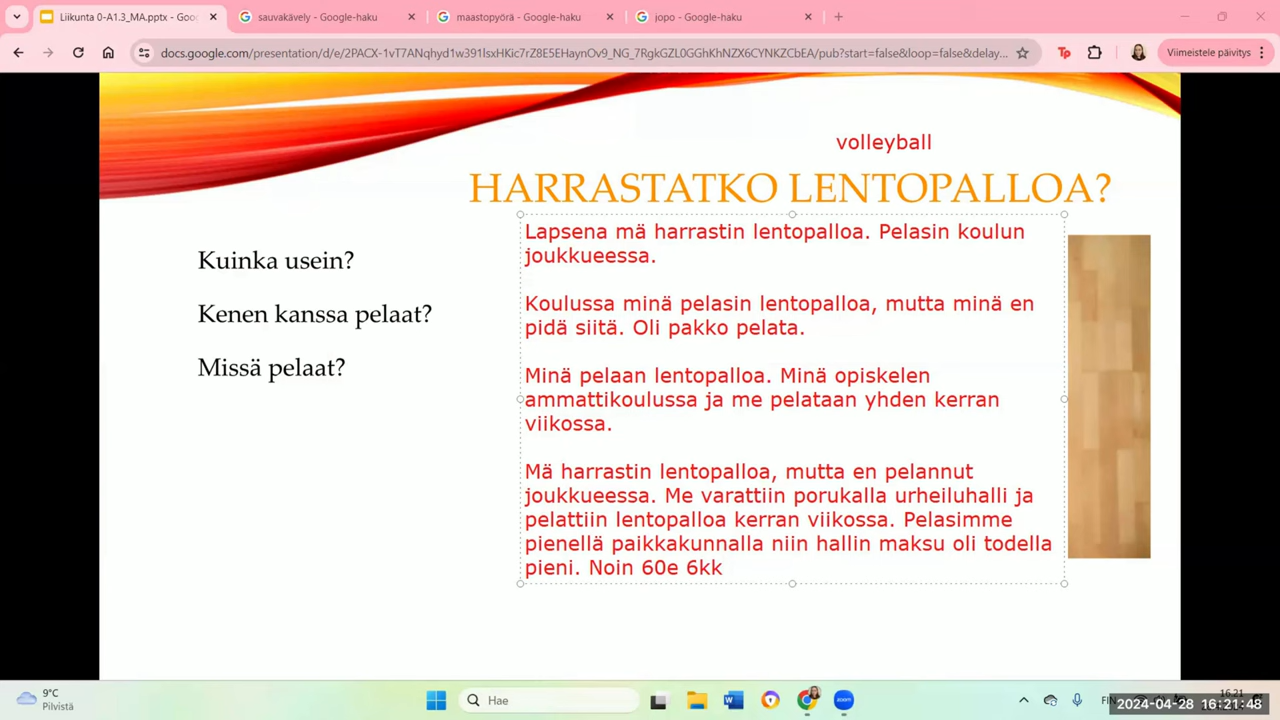 Liikunta 0-A1.3_MA.pptx - Goo
sauvakävely - Google-haku
maastopyörä - Google-haku
jopo - Google-haku
docs.google.com/presentation/d/e/2PACX-1vT7ANqhyd1w391lsxHKic7rZ8E5EHaynOv9_NG_7RgkGZL0GGhKhNZX6CYNKZCbEA/pub?start=false&loop=false&delay...
Viimeistele päivitys
volleyball
HARRASTATKO LENTOPALLOA?
Kuinka usein?
Kenen kanssa pelaat?
Missä pelaat?
Lapsena mä harrastin lentopalloa. Pelasin koulun
joukkueessa.
Koulussa minä pelasin lentopalloa, mutta minä en
pidä siitä. Oli pakko pelata.
Minä pelaan lentopalloa. Minä opiskelen
ammattikoulussa ja me pelataan yhden kerran
viikossa.
Mä harrastin lentopalloa, mutta en pelannut
joukkueessa. Me varattiin porukalla urheiluhalli ja
pelattiin lentopalloa kerran viikossa. Pelasimme
pienellä paikkakunnalla niin hallin maksu oli todella
pieni. Noin 60e 6kk
9°C
Pilvistä
Hae
FIN
16.21
2024-04-28 16:21:48